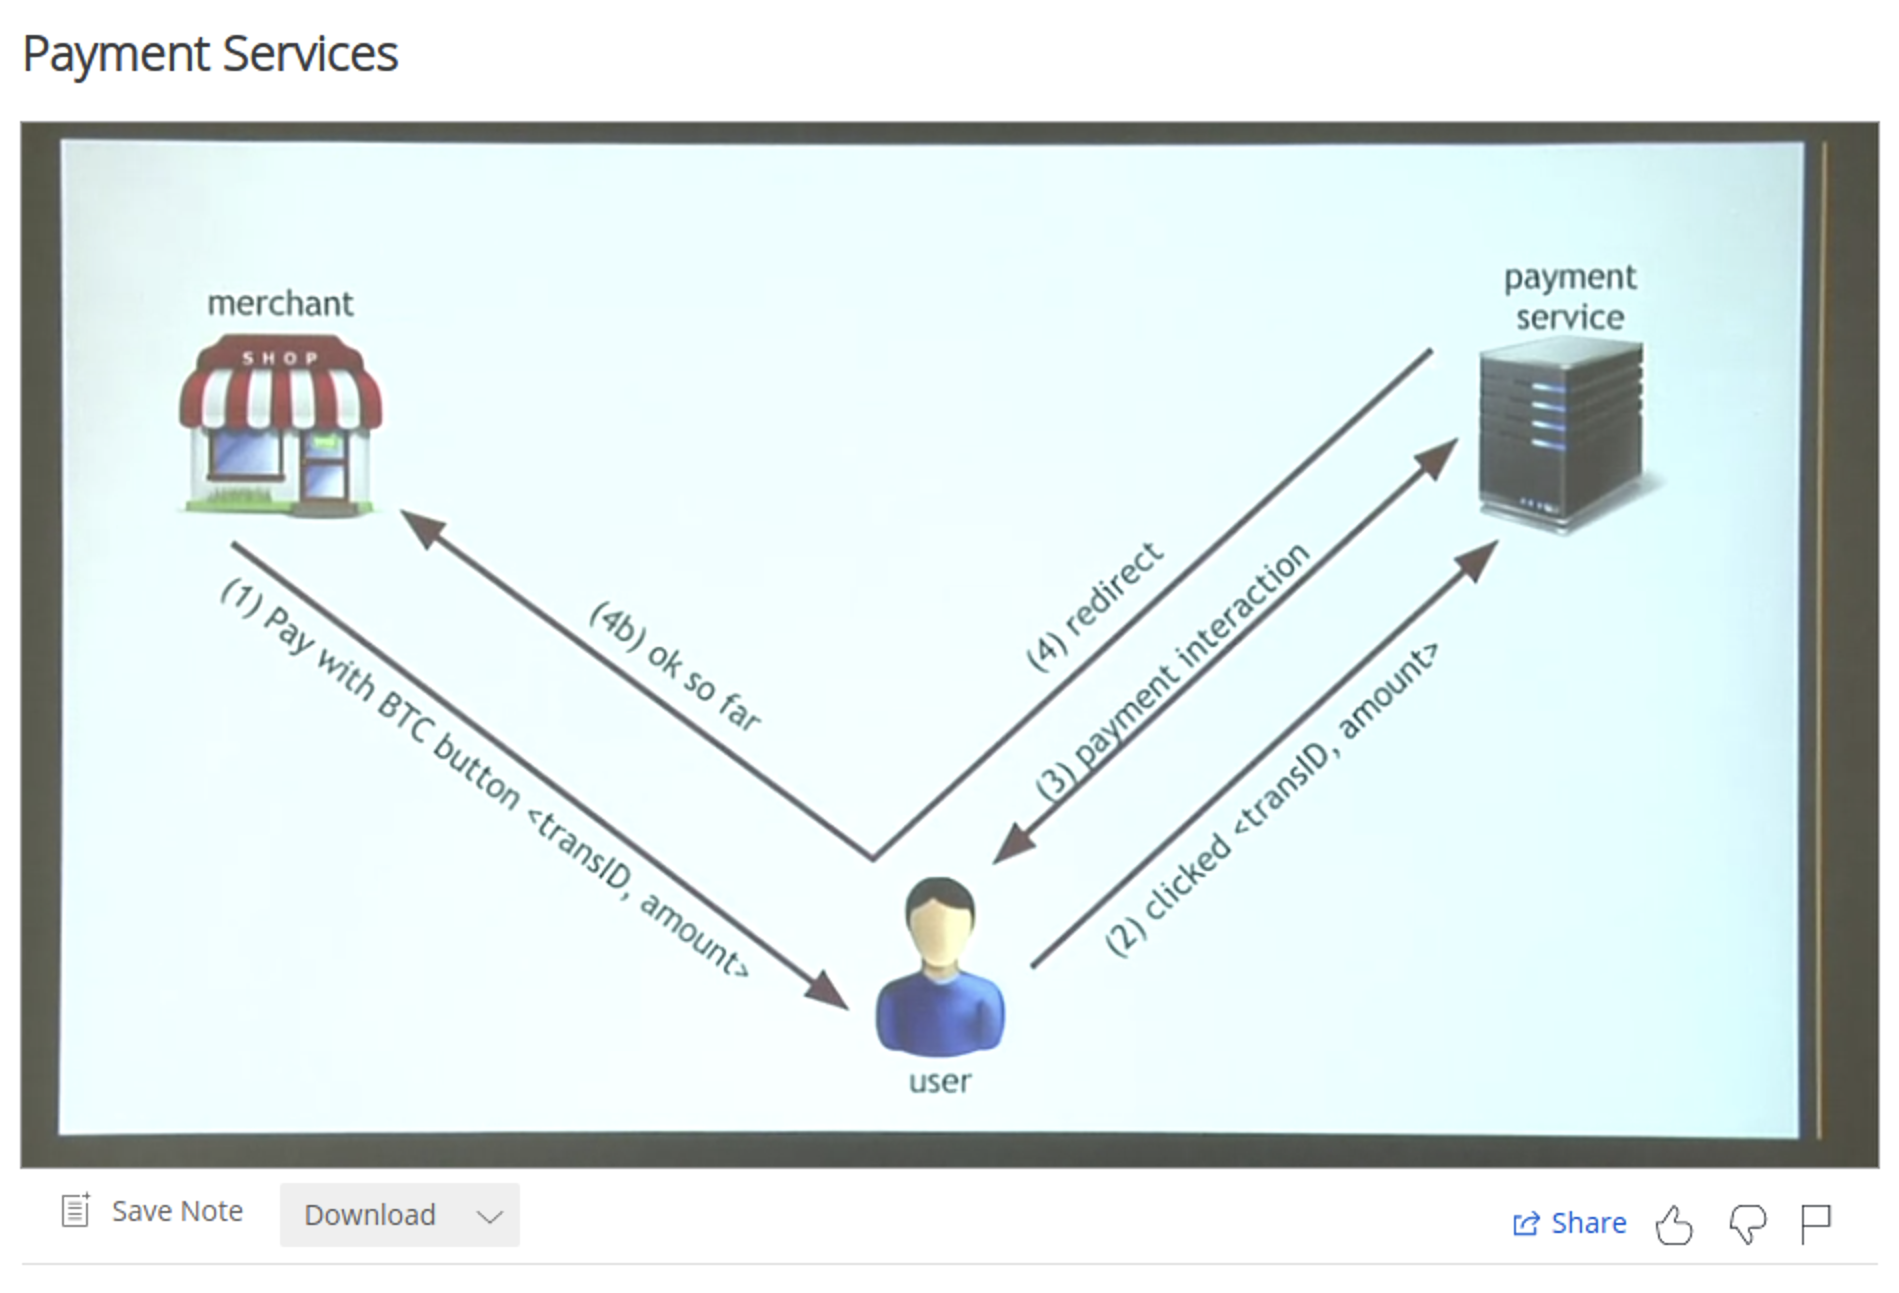 Payment Services
merchant
SHOP
payment
service
(4) redirect
(3) payment interaction
(4b) ok so far
(1) Pay with BTC button <transID, amount>
(2) clicked <transID, amount>
user
Save Note
Download
Share